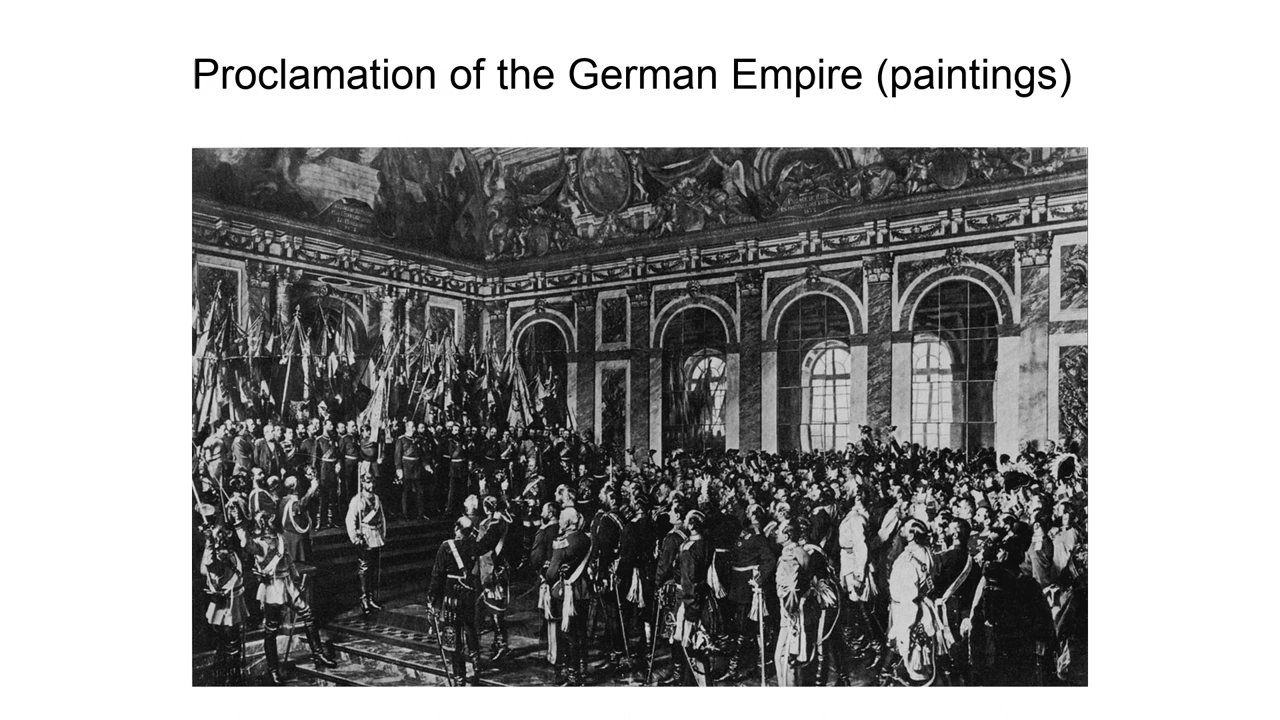 Proclamation of the German Empire (paintings)